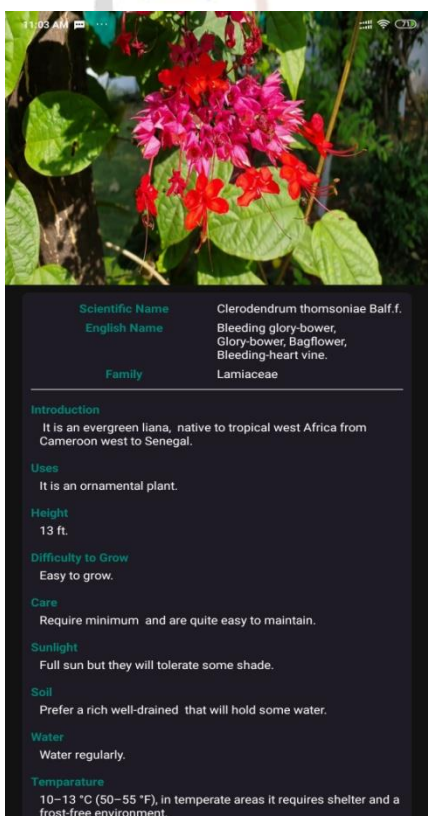 11:03 AM
71
Scientific Name Clerodendrum thomsoniae Balf.f.
English Name Bleeding glory-bower,
Glory-bower, Bagflower,
Bleeding-heart vine.
Family Lamiaceae
Introduction
It is an evergreen liana, native to tropical west Africa from
Cameroon west to Senegal.
Uses
It is an ornamental plant.
Height
13 ft.
Difficulty to Grow
Easy to grow.
Care
Require minimum and are quite easy to maintain.
Sunlight
Full sun but they will tolerate some shade.
Soil
Prefer a rich well-drained that will hold some water.
Water
Water regularly.
Temparature
10–13 °C (50–55 °F), in temperate areas it requires shelter and a
frost-free environment.